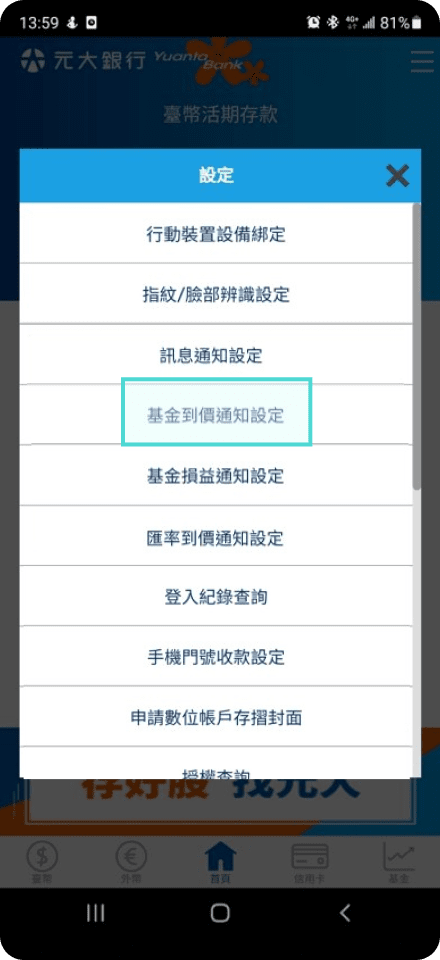 13:59
4G+
81%
元大銀行 Yuanta Bank
臺幣活期存款
設定
行動裝置設備綁定
指紋/臉部辨識設定
訊息通知設定
基金到價通知設定
基金損益通知設定
匯率到價通知設定
登入紀錄查詢
手機門號收款設定
申請數位帳戶存摺封面
授權查詢
存好股 找元大
臺幣 外幣 首頁 信用卡 基金